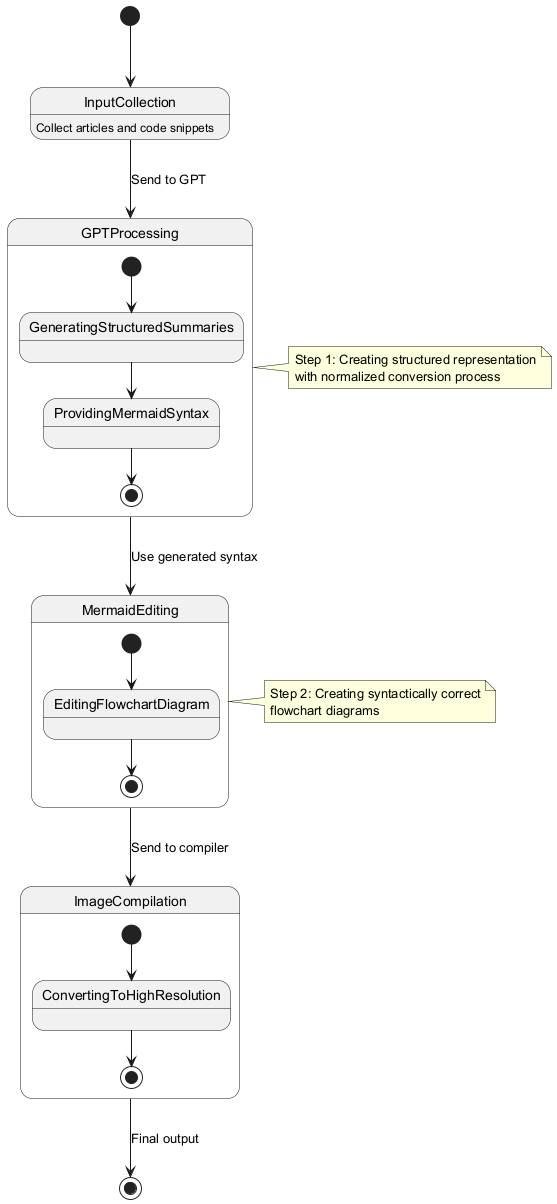 InputCollection
Collect articles and code snippets
Send to GPT
GPTProcessing
GeneratingStructuredSummaries
Step 1: Creating structured representation
with normalized conversion process
ProvidingMermaidSyntax
Use generated syntax
MermaidEditing
EditingFlowchartDiagram
Step 2: Creating syntactically correct
flowchart diagrams
Send to compiler
ImageCompilation
ConvertingToHighResolution
Final output